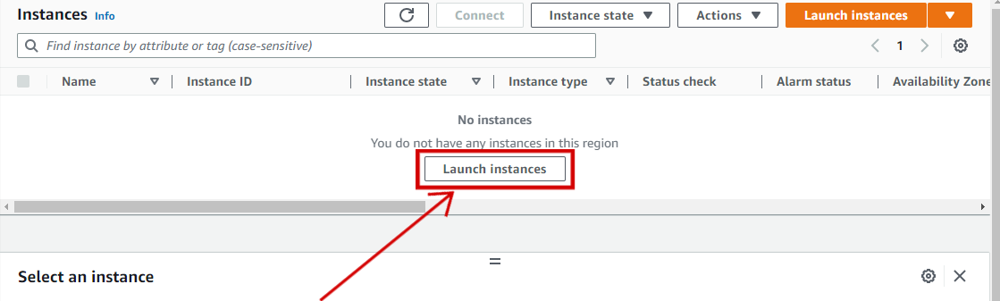 Instances Info
Connect
Instance state
Actions
Launch instances
Find instance by attribute or tag (case-sensitive)
1
Name Instance ID Instance state Instance type Status check Alarm status Availability Zone
No instances
You do not have any instances in this region
Launch instances
Select an instance